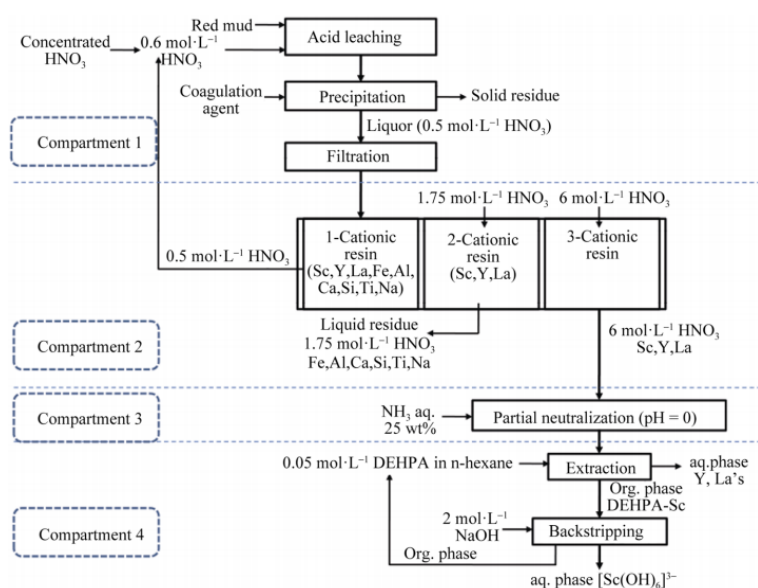 Red mud
Acid leaching
Concentrated
HNO₃
0.6 mol·L⁻¹
HNO₃
Coagulation
agent
Precipitation
Solid residue
Liquor (0.5 mol·L⁻¹ HNO₃)
Compartment 1
Filtration
1.75 mol·L⁻¹ HNO₃
6 mol·L⁻¹ HNO₃
0.5 mol·L⁻¹ HNO₃
1-Cationic
resin
(Sc,Y,La,Fe,Al,
Ca,Si,Ti,Na)
2-Cationic
resin
(Sc,Y,La)
3-Cationic
resin
Liquid residue
1.75 mol·L⁻¹ HNO₃
Fe,Al,Ca,Si,Ti,Na
6 mol·L⁻¹ HNO₃
Sc,Y,La
Compartment 2
Compartment 3
NH₃ aq.
25 wt%
Partial neutralization (pH = 0)
0.05 mol·L⁻¹ DEHPA in n-hexane
Extraction
aq.phase
Y, La's
Org. phase
DEHPA-Sc
Compartment 4
2 mol·L⁻¹
NaOH
Backstripping
Org. phase
aq. phase [Sc(OH)₆]³⁻